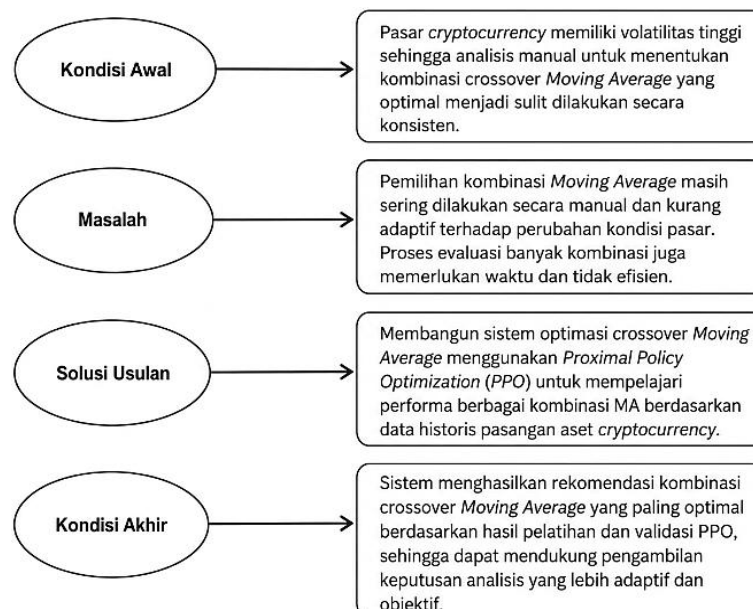 Kondisi Awal
Pasar cryptocurrency memiliki volatilitas tinggi
sehingga analisis manual untuk menentukan
kombinasi crossover Moving Average yang
optimal menjadi sulit dilakukan secara
konsisten.
Masalah
Pemilihan kombinasi Moving Average masih
sering dilakukan secara manual dan kurang
adaptif terhadap perubahan kondisi pasar.
Proses evaluasi banyak kombinasi juga
memerlukan waktu dan tidak efisien.
Solusi Usulan
Membangun sistem optimasi crossover Moving
Average menggunakan Proximal Policy
Optimization (PPO) untuk mempelajari
performa berbagai kombinasi MA berdasarkan
data historis pasangan aset cryptocurrency.
Kondisi Akhir
Sistem menghasilkan rekomendasi kombinasi
crossover Moving Average yang paling optimal
berdasarkan hasil pelatihan dan validasi PPO,
sehingga dapat mendukung pengambilan
keputusan analisis yang lebih adaptif dan
objektif.